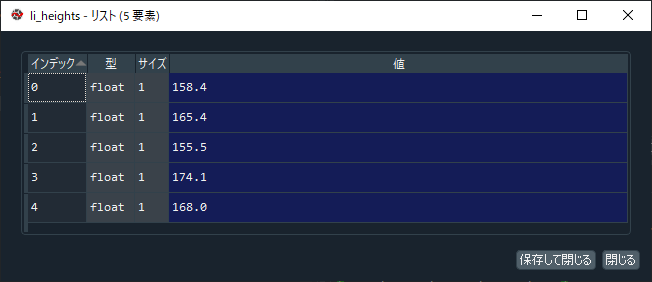 li_heights - リスト (5 要素)
インデック 型 サイズ 値
0 float 1 158.4
1 float 1 165.4
2 float 1 155.5
3 float 1 174.1
4 float 1 168.0
保存して閉じる 閉じる